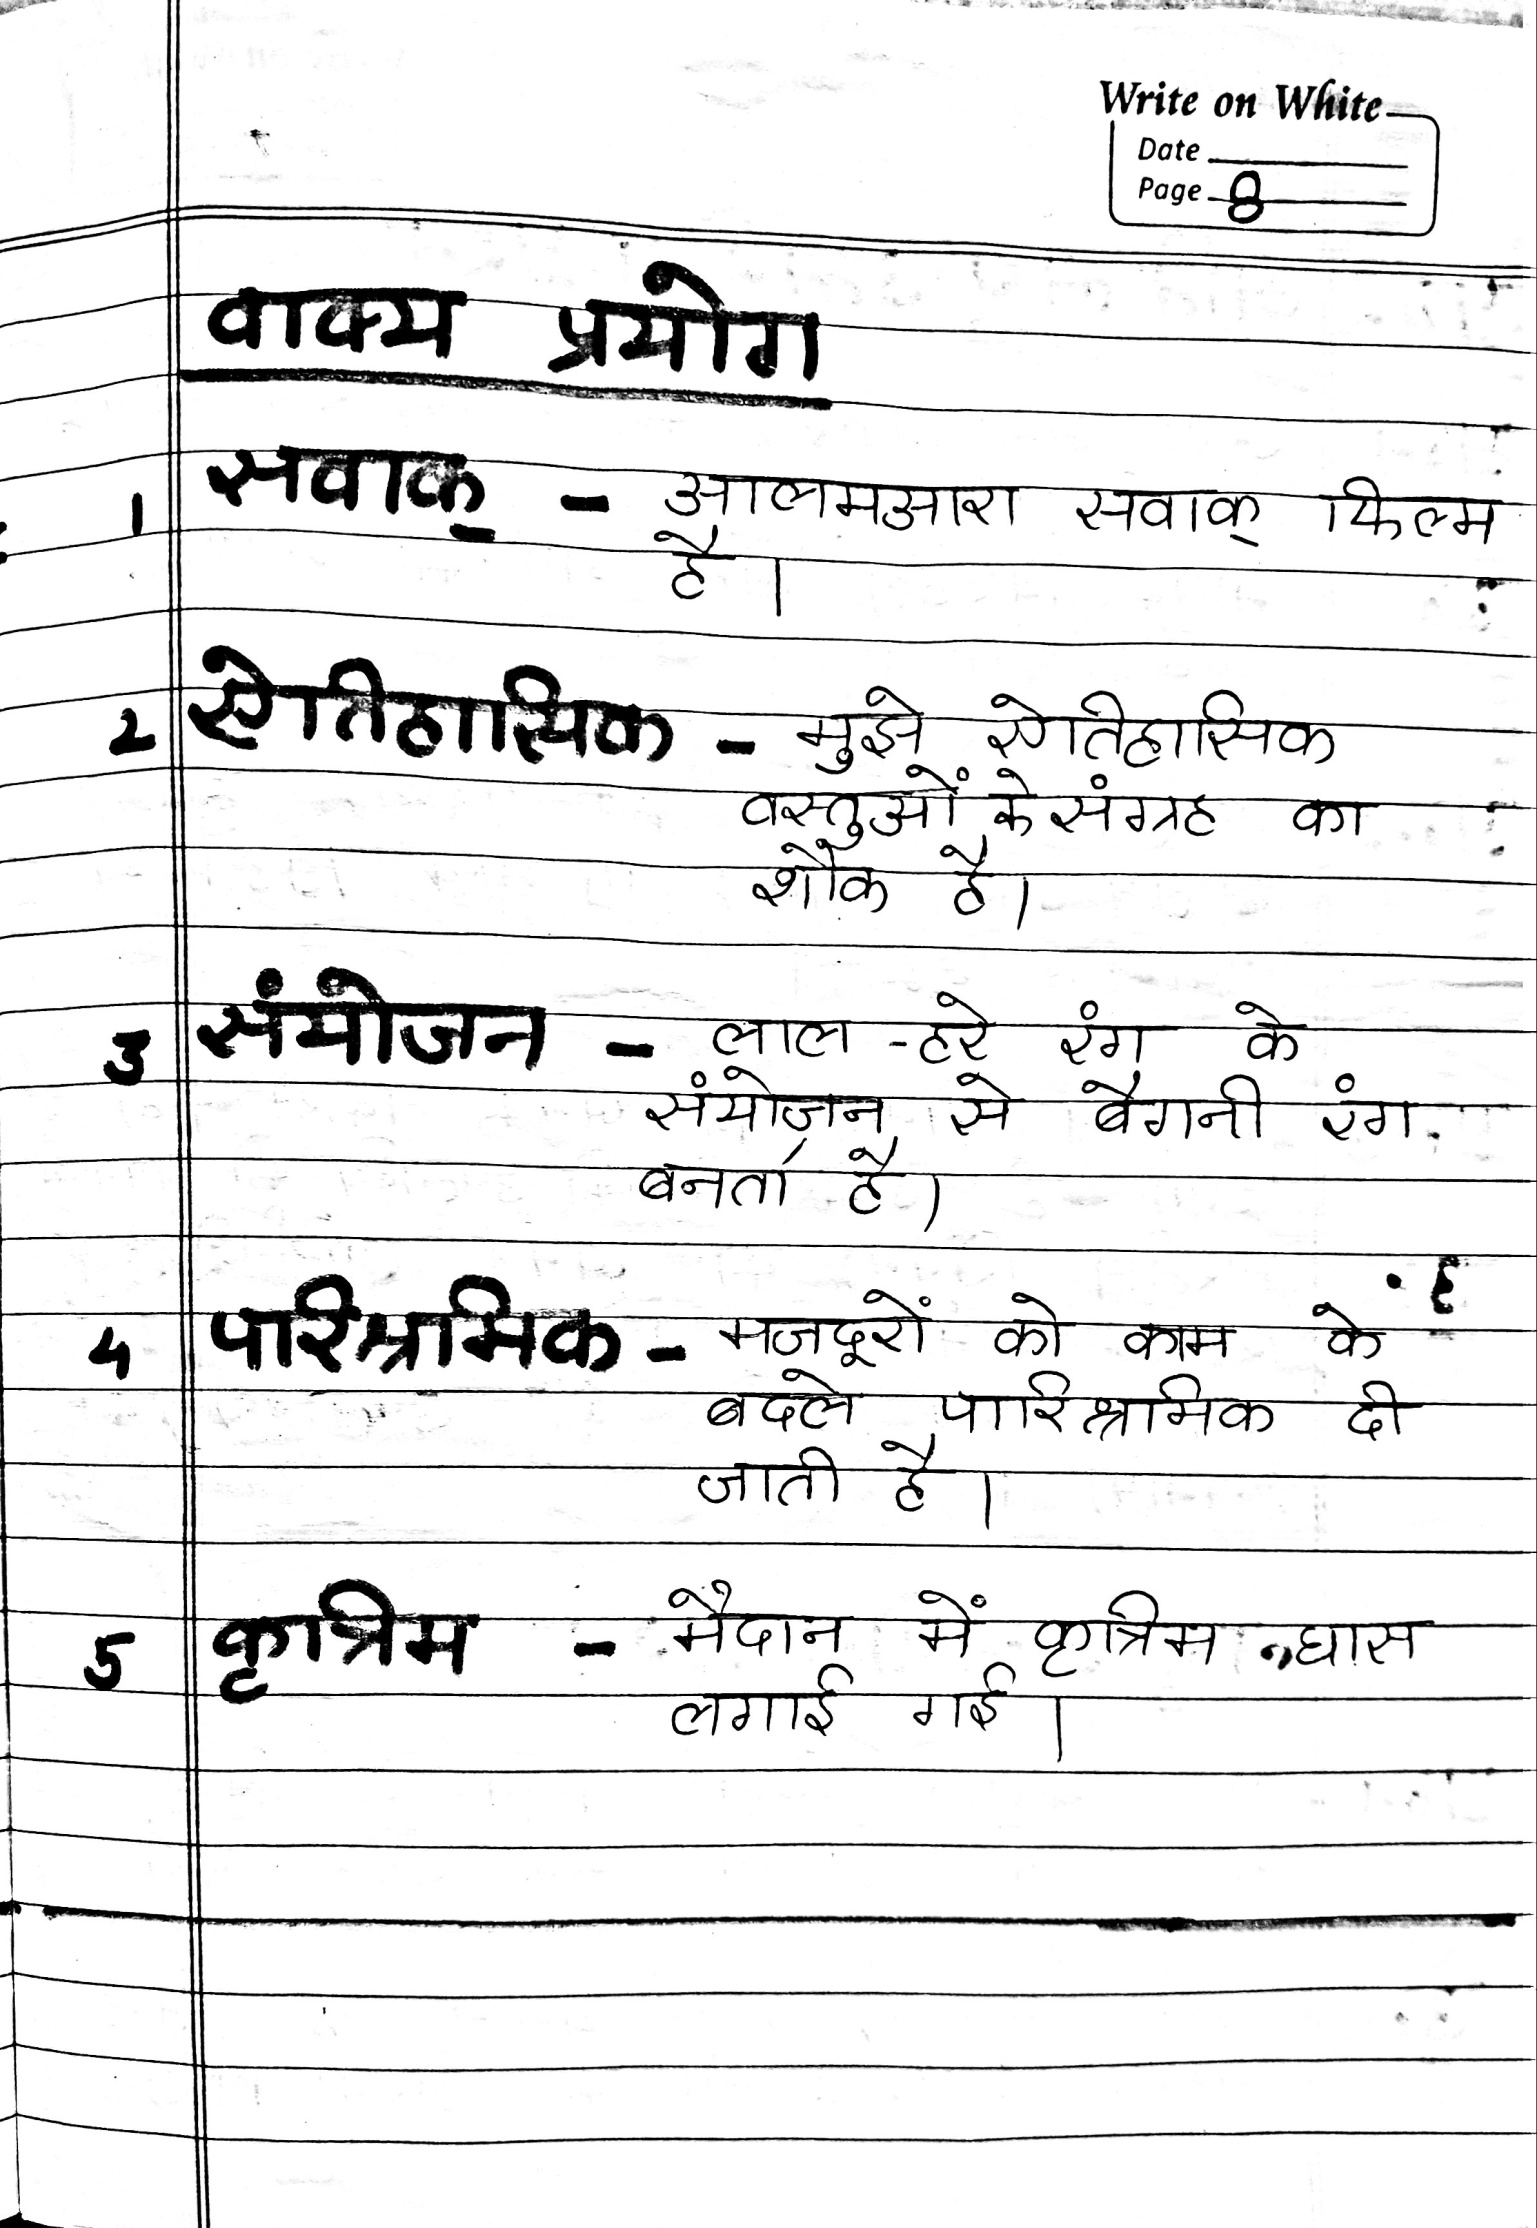 Write on White
Date
Page 8
वाक्य प्रयोग
1 सवाक् - आलमआरा सवाक् फिल्म
है।
2 ऐतिहासिक - मुझे ऐतिहासिक
वस्तुओं के संग्रह का
शौक है।
3 संयोजन - लाल - हरे रंग के
संयोजन से बैगनी रंग
बनता है।
4 पारिश्रमिक - मजदूरों को काम के
बदले पारिश्रमिक दी
जाती है।
5 कृत्रिम - मैदान में कृत्रिम घास
लगाई गई।